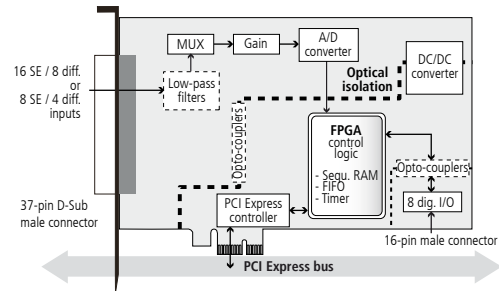 MUX
Gain
A/D
converter
DC/DC
converter
16 SE / 8 diff.
or
8 SE / 4 diff.
inputs
Low-pass
filters
Optical
isolation
Opto-couplers
FPGA
control
logic
- Sequ. RAM
- FIFO
- Timer
Opto-couplers
8 dig. I/O
37-pin D-Sub
male connector
PCI Express
controller
16-pin male connector
PCI Express bus